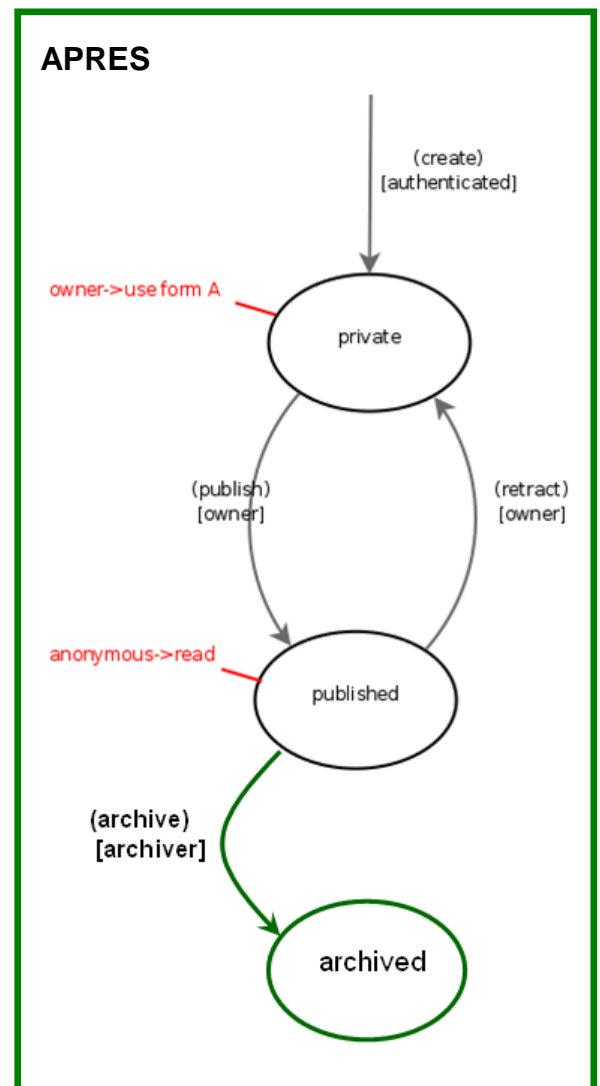 APRES
(create)
[authenticated]
owner->use form A
private
(publish)
[owner]
(retract)
[owner]
anonymous->read
published
(archive)
[archiver]
archived